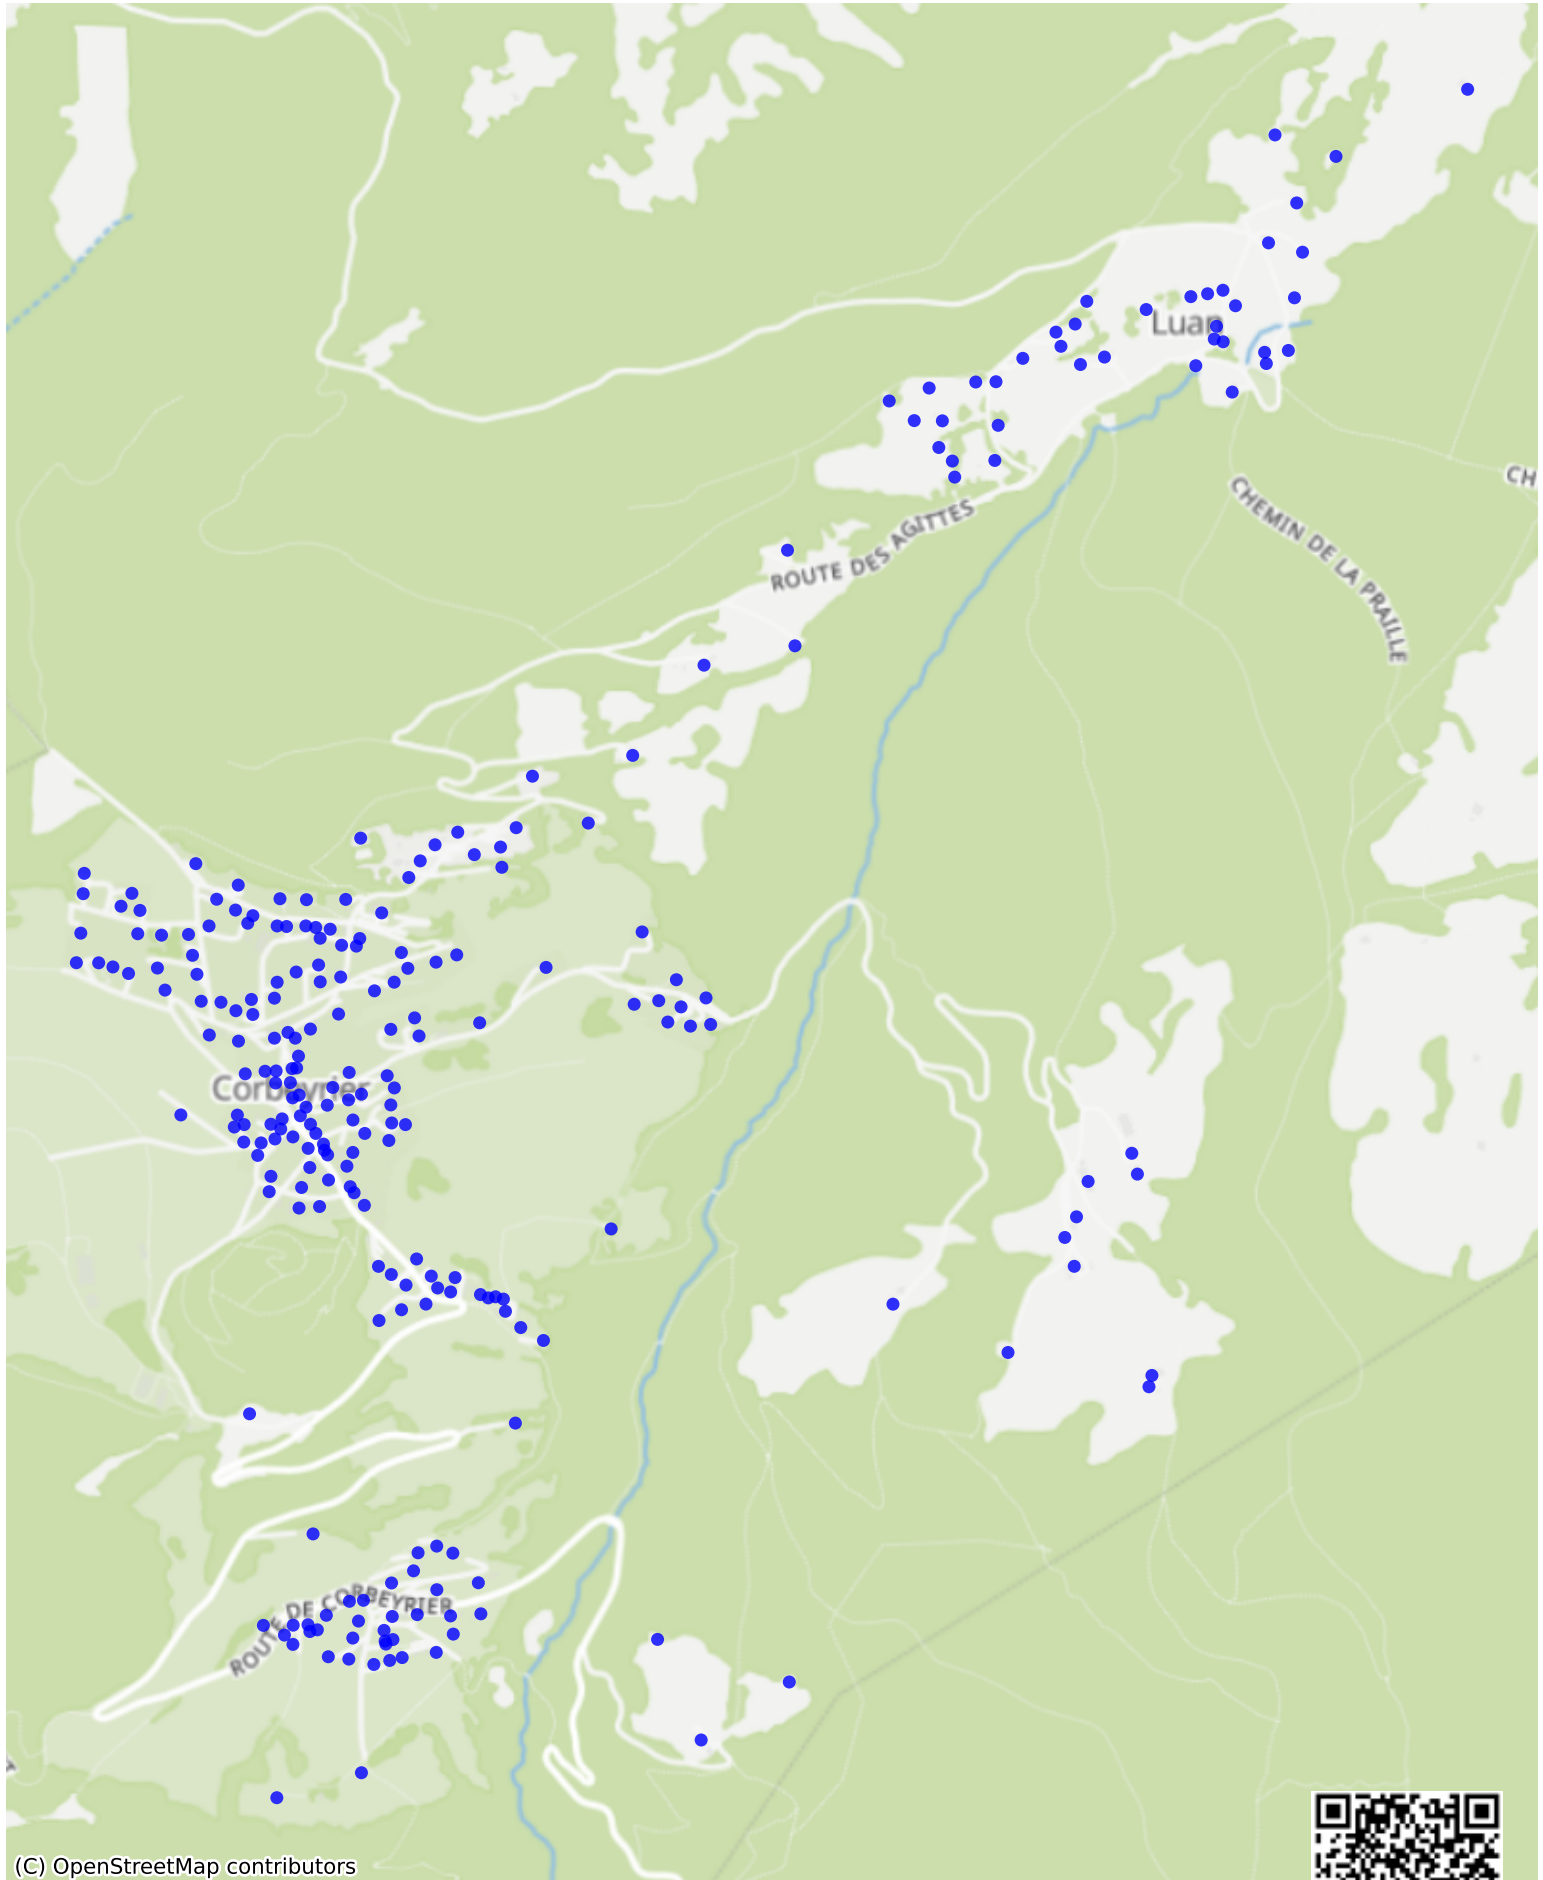 Luan
CH
CHEMIN DE LA PRAILLE
ROUTE DES AGITTES
Corbeyrier
ROUTE DE CORBEYRIER
(C) OpenStreetMap contributors